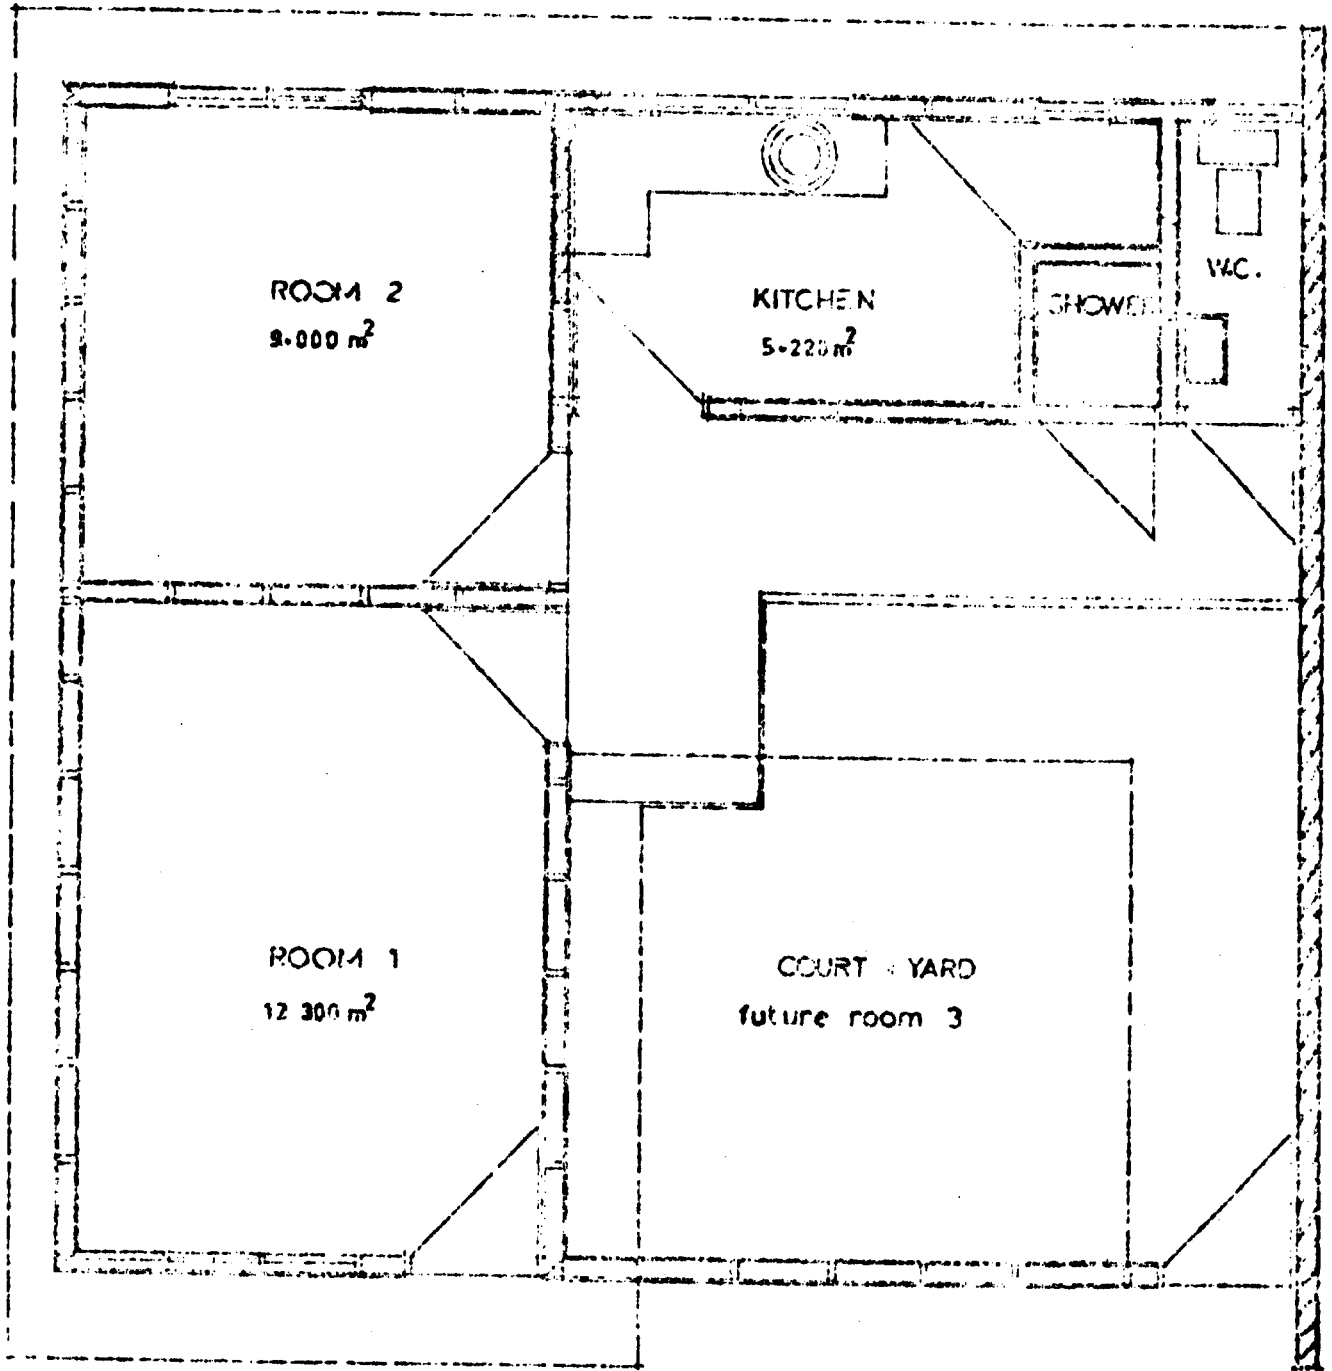 ROOM 2
9.000 m²
KITCHEN
5.220 m²
SHOWER
W.C.
ROOM 1
12 300 m²
COURT YARD
future room 3